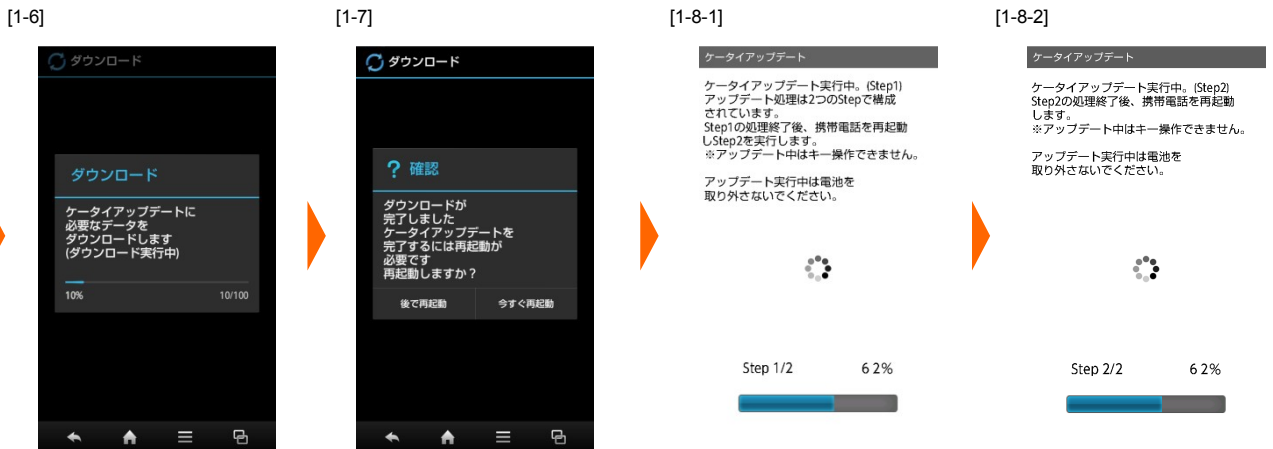 [1-6]
ダウンロード
ダウンロード
ケータイアップデートに
必要なデータを
ダウンロードします
(ダウンロード実行中)
10%
10/100
[1-7]
ダウンロード
? 確認
ダウンロードが
完了しました
ケータイアップデートを
完了するには再起動が
必要です
再起動しますか?
後で再起動
今すぐ再起動
[1-8-1]
ケータイアップデート
ケータイアップデート実行中。(Step1)
アップデート処理は2つのStepで構成
されています。
Step1の処理終了後、携帯電話を再起動
しStep2を実行します。
※アップデート中はキー操作できません。
アップデート実行中は電池を
取り外さないでください。
Step 1/2
62%
[1-8-2]
ケータイアップデート
ケータイアップデート実行中。(Step2)
Step2の処理終了後、携帯電話を再起動
します。
※アップデート中はキー操作できません。
アップデート実行中は電池を
取り外さないでください。
Step 2/2
62%